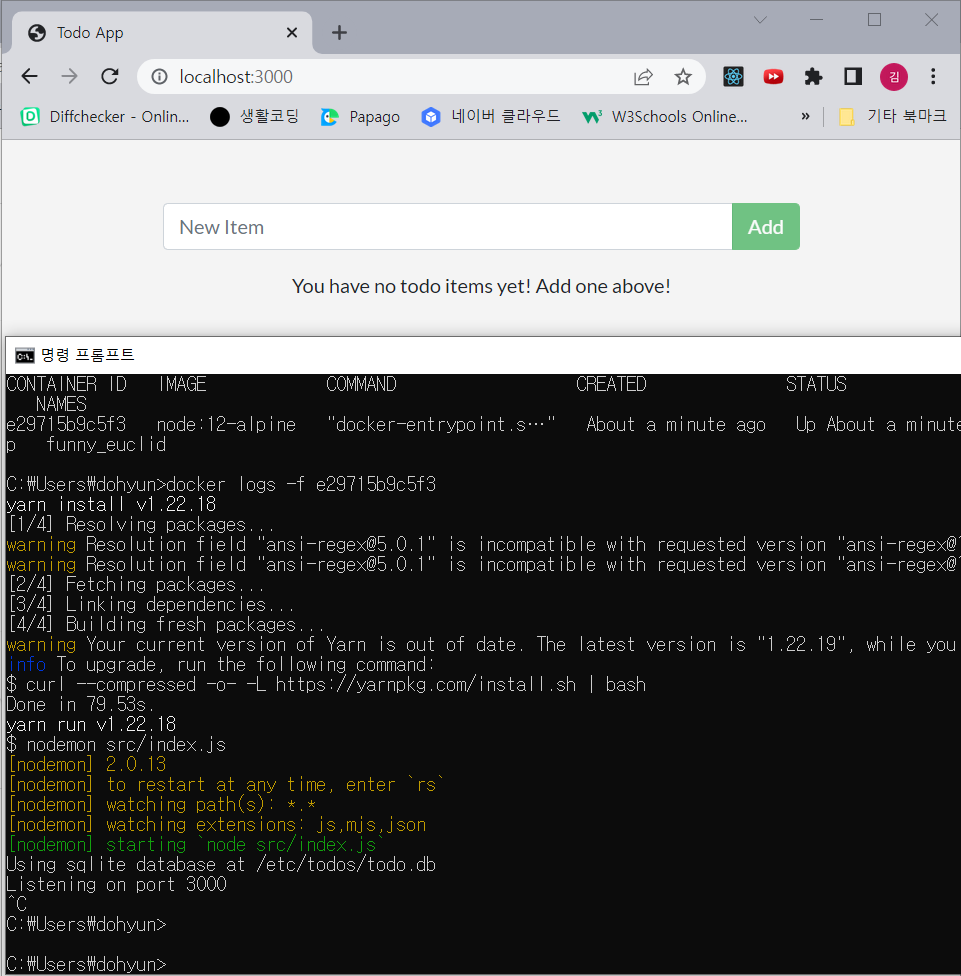 Todo App
localhost:3000
김
Diffchecker - Onlin... 생활코딩 Papago 네이버 클라우드 W3Schools Online... » 기타 북마크
New Item Add
You have no todo items yet! Add one above!
명령 프롬프트
CONTAINER ID IMAGE COMMAND CREATED STATUS
NAMES
e29715b9c5f3 node:12-alpine "docker-entrypoint.s…" About a minute ago Up About a minute
p funny_euclid
C:₩Users₩dohyun>docker logs -f e29715b9c5f3
yarn install v1.22.18
[1/4] Resolving packages...
warning Resolution field "ansi-regex@5.0.1" is incompatible with requested version "ansi-regex@
warning Resolution field "ansi-regex@5.0.1" is incompatible with requested version "ansi-regex@
[2/4] Fetching packages...
[3/4] Linking dependencies...
[4/4] Building fresh packages...
warning Your current version of Yarn is out of date. The latest version is "1.22.19", while you
info To upgrade, run the following command:
$ curl --compressed -o- -L https://yarnpkg.com/install.sh | bash
Done in 79.53s.
yarn run v1.22.18
$ nodemon src/index.js
[nodemon] 2.0.13
[nodemon] to restart at any time, enter `rs`
[nodemon] watching path(s): *.*
[nodemon] watching extensions: js,mjs,json
[nodemon] starting `node src/index.js`
Using sqlite database at /etc/todos/todo.db
Listening on port 3000
^C
C:₩Users₩dohyun>
C:₩Users₩dohyun>